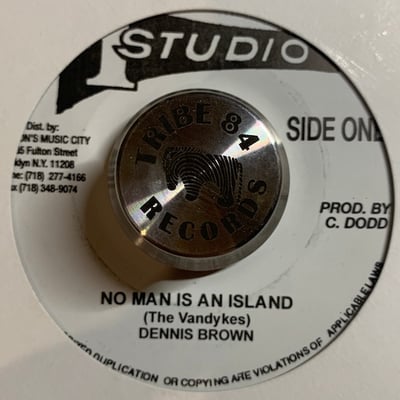 1 STUDIO
Dist. by:
ON'S MUSIC CITY
5 Fulton Street
klyn N.Y. 11208
ne: (718) 277-4166
Fax (718) 348-9074
TRIBE 84
RECORDS
SIDE ONE
PROD. BY
C. DODD
NO MAN IS AN ISLAND
(The Vandykes)
DENNIS BROWN
DUPLICATION OR COPYING ARE VIOLATIONS OF APPLICABLE LAWS